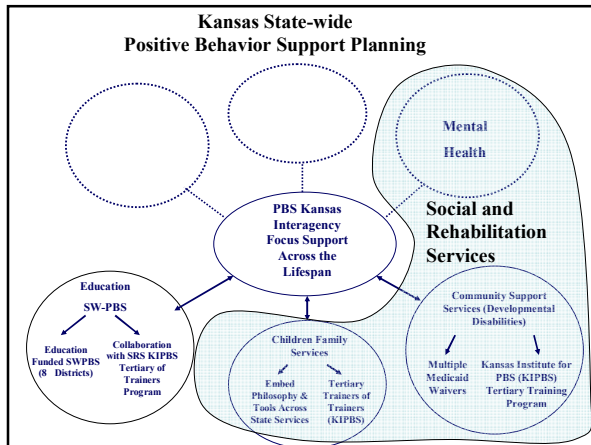 Kansas State-wide
Positive Behavior Support Planning
Mental
Health
PBS Kansas
Interagency
Focus Support
Across the
Lifespan
Social and
Rehabilitation
Services
Education
SW-PBS
Education
Funded SWPBS
(8 Districts)
Collaboration
with SRS KIPBS
Tertiary of
Trainers
Program
Children Family
Services
Embed
Philosophy &
Tools Across
State Services
Tertiary
Trainers of
Trainers
(KIPBS)
Community Support
Services (Developmental
Disabilities)
Multiple
Medicaid
Waivers
Kansas Institute for
PBS (KIPBS)
Tertiary Training
Program